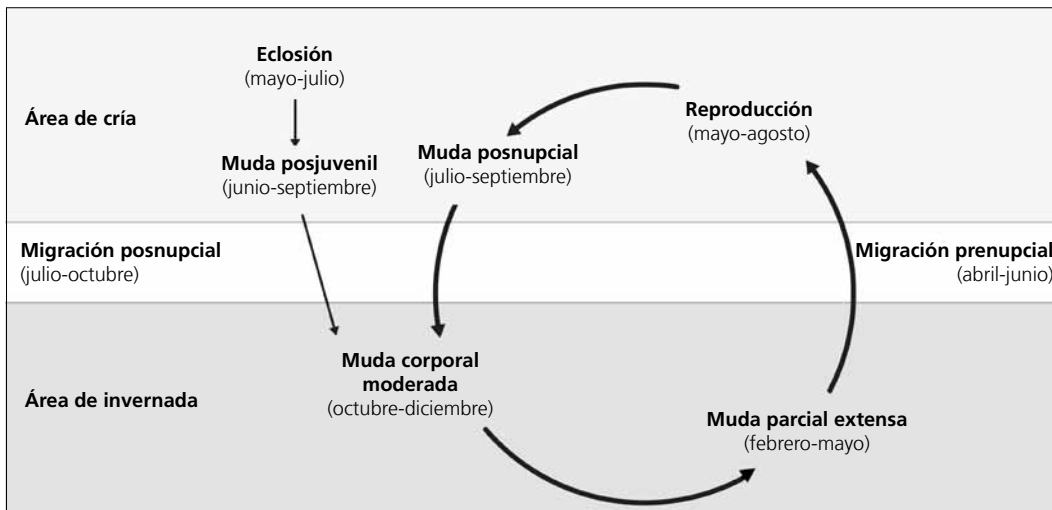 Eclosión
(mayo-julio)
Área de cría
Reproducción
(mayo-agosto)
Muda posjuvenil
(junio-septiembre)
Muda posnupcial
(julio-septiembre)
Migración posnupcial
(julio-octubre)
Migración prenupcial
(abril-junio)
Muda corporal
moderada
(octubre-diciembre)
Área de invernada
Muda parcial extensa
(febrero-mayo)